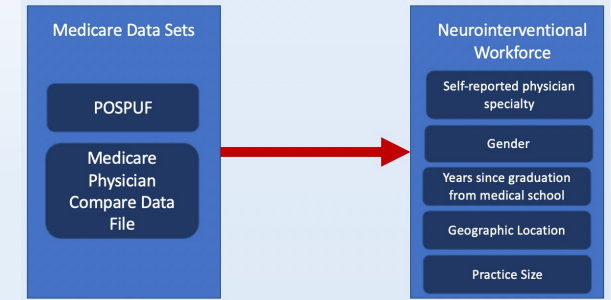 Medicare Data Sets
POSPUF
Medicare
Physician
Compare Data
File
Neurointerventional
Workforce
Self-reported physician
specialty
Gender
Years since graduation
from medical school
Geographic Location
Practice Size